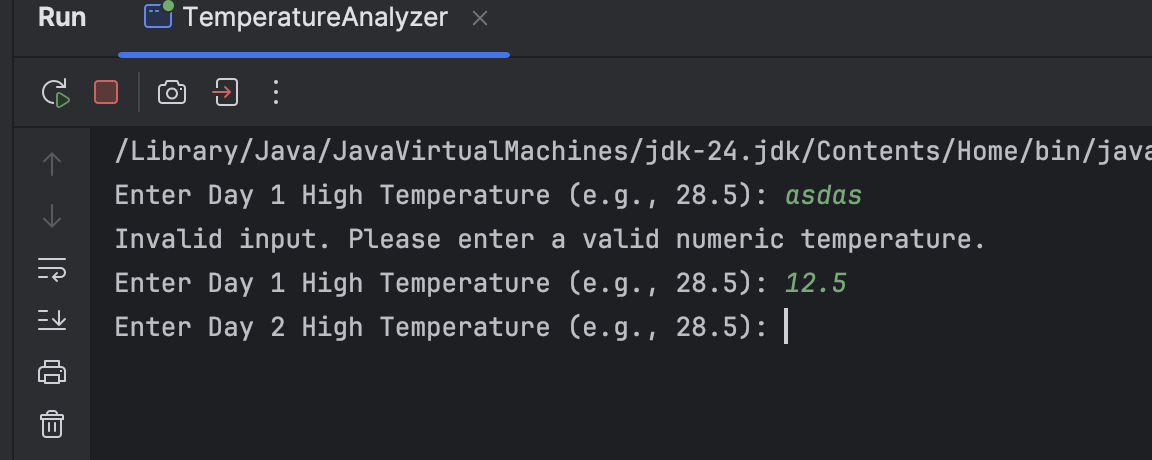 Run TemperatureAnalyzer
/Library/Java/JavaVirtualMachines/jdk-24.jdk/Contents/Home/bin/java
Enter Day 1 High Temperature (e.g., 28.5): asdas
Invalid input. Please enter a valid numeric temperature.
Enter Day 1 High Temperature (e.g., 28.5): 12.5
Enter Day 2 High Temperature (e.g., 28.5):